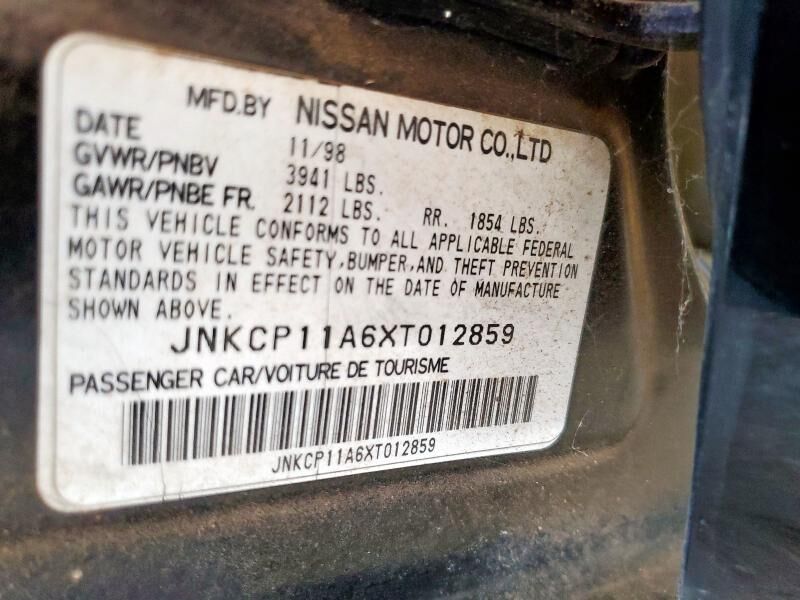 MFD.BY NISSAN MOTOR CO.,LTD
DATE 11/98
GVWR/PNBV 3941 LBS.
GAWR/PNBE FR. 2112 LBS. RR. 1854 LBS.
THIS VEHICLE CONFORMS TO ALL APPLICABLE FEDERAL
MOTOR VEHICLE SAFETY,BUMPER,AND THEFT PREVENTION
STANDARDS IN EFFECT ON THE DATE OF MANUFACTURE
SHOWN ABOVE.
JNKCP11A6XT012859
PASSENGER CAR/VOITURE DE TOURISME
JNKCP11A6XT012859